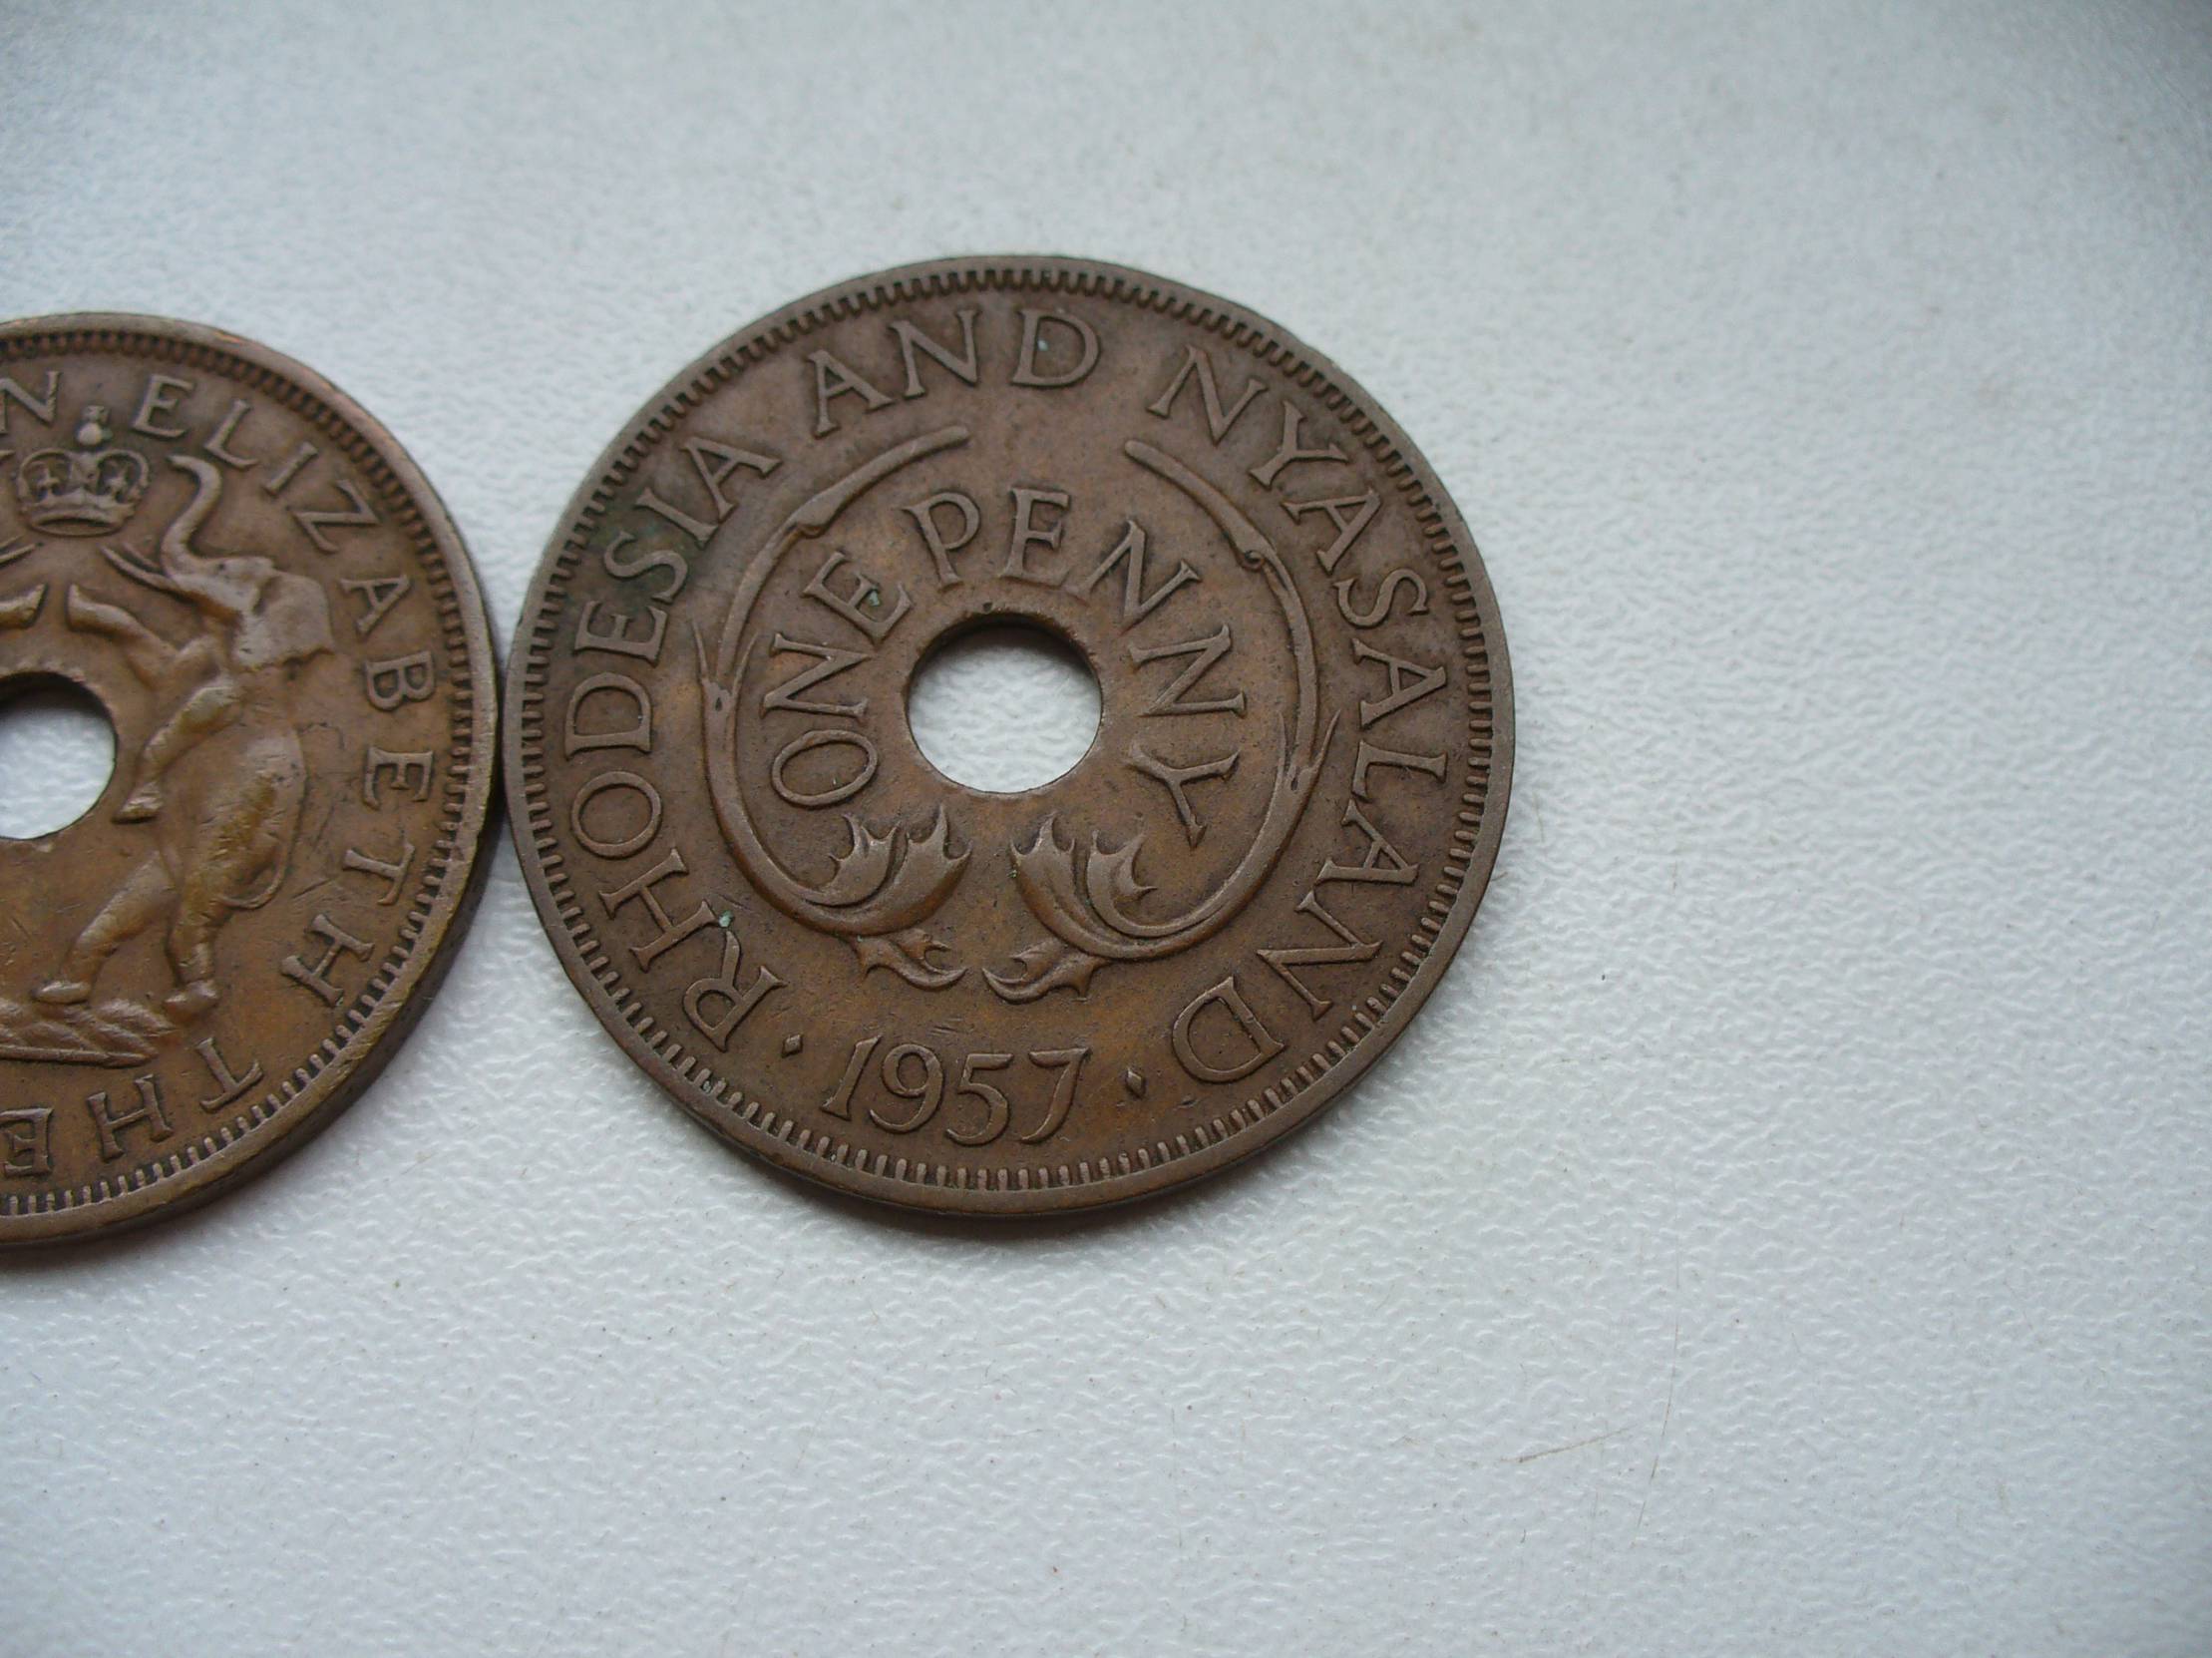 ELIZABETH THE
RHODESIA AND NYASALAND
ONE PENNY
· 1957 ·